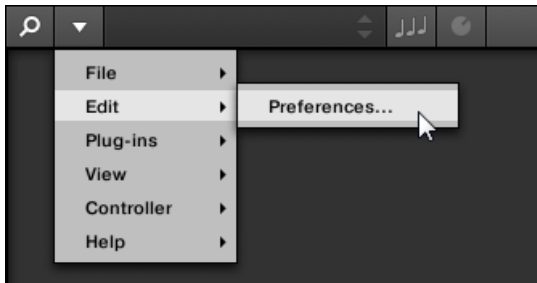 File
Edit
Preferences...
Plug-ins
View
Controller
Help